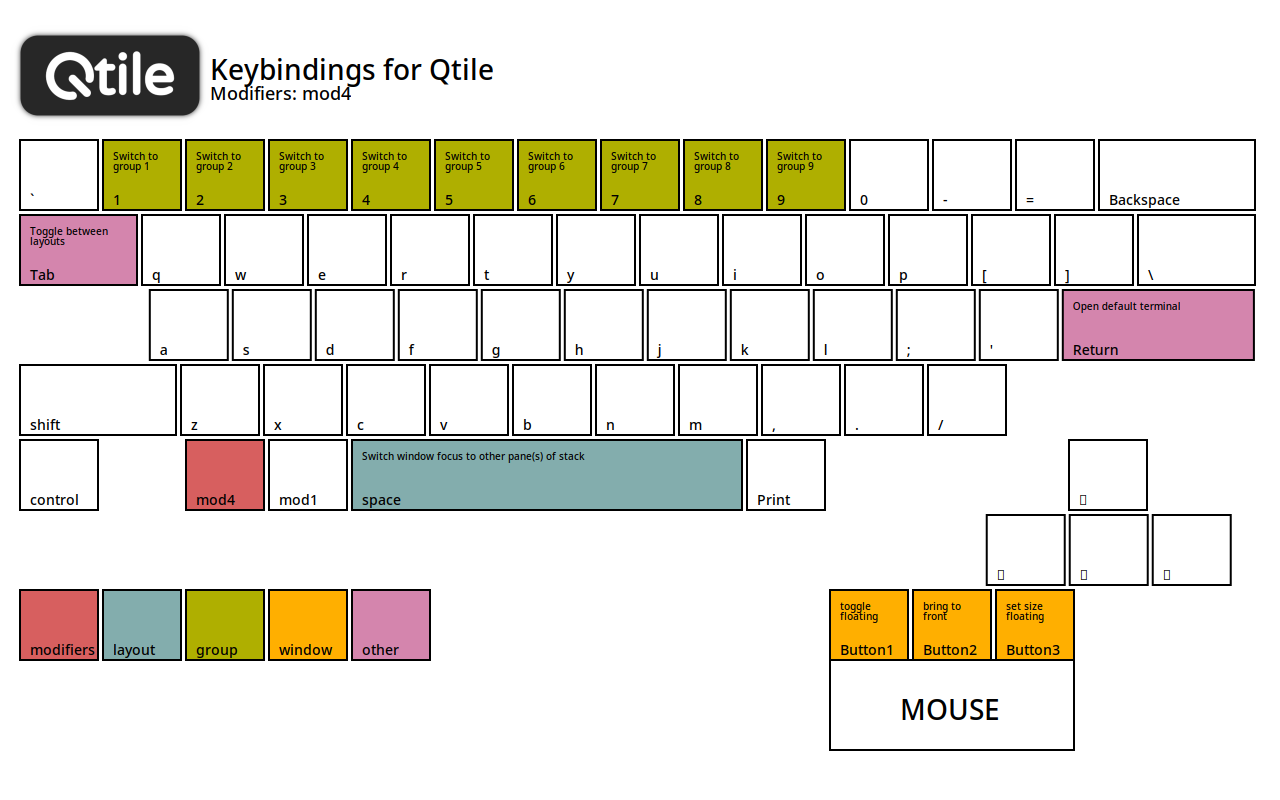 Qtile
Keybindings for Qtile
Modifiers: mod4
`
Switch to
group 1
1
Switch to
group 2
2
Switch to
group 3
3
Switch to
group 4
4
Switch to
group 5
5
Switch to
group 6
6
Switch to
group 7
7
Switch to
group 8
8
Switch to
group 9
9
0
-
=
Backspace
Toggle between
layouts
Tab
q
w
e
r
t
y
u
i
o
p
[
]
\
a
s
d
f
g
h
j
k
l
;
'
Open default terminal
Return
shift
z
x
c
v
b
n
m
,
.
/
control
mod4
mod1
Switch window focus to other pane(s) of stack
space
Print
modifiers
layout
group
window
other
toggle
floating
Button1
bring to
front
Button2
set size
floating
Button3
MOUSE